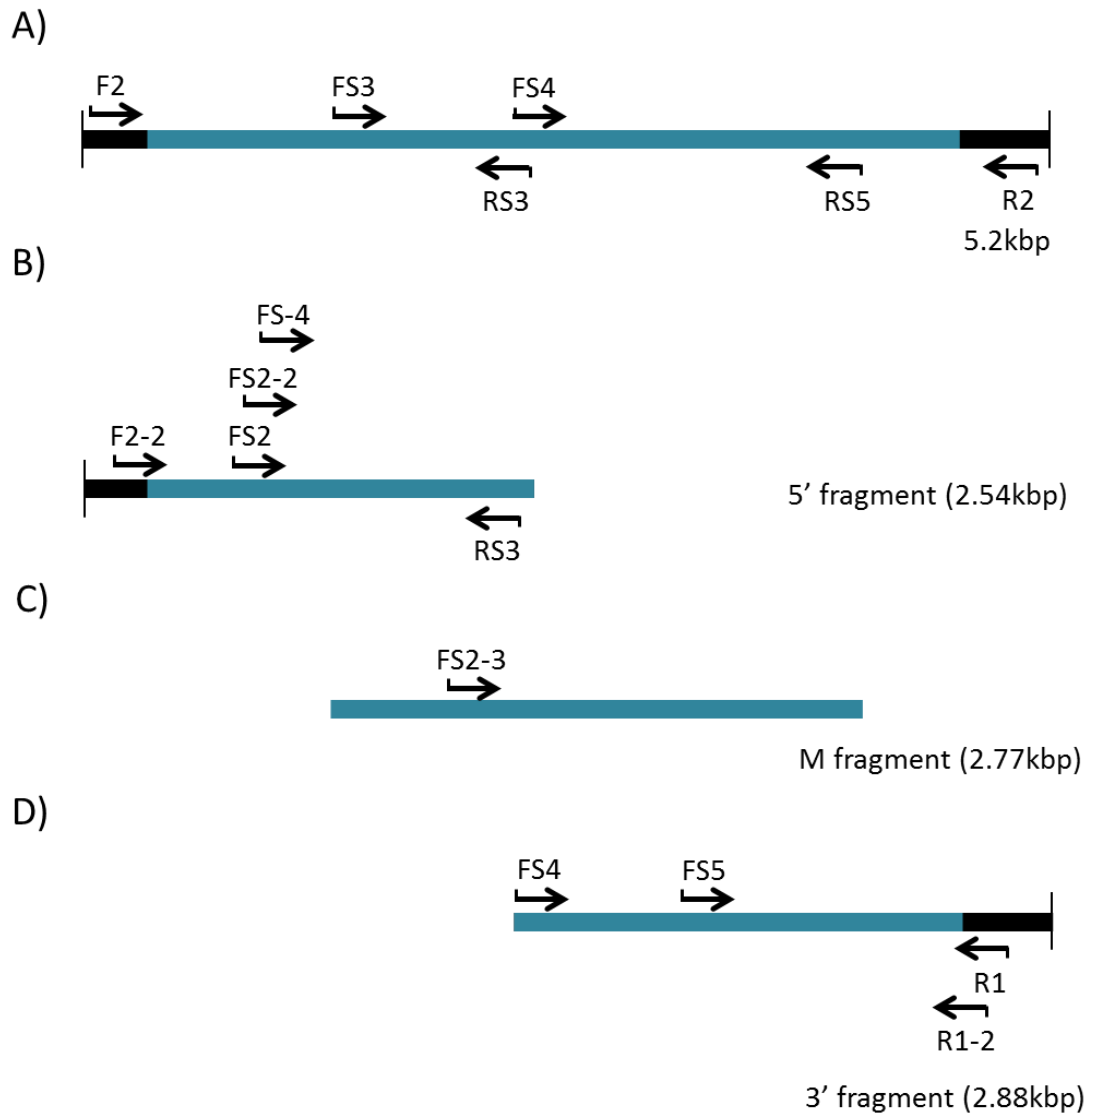 A)
F2
FS3
FS4
RS3
RS5
R2
5.2kbp
B)
FS-4
FS2-2
F2-2
FS2
5’ fragment (2.54kbp)
RS3
C)
FS2-3
M fragment (2.77kbp)
D)
FS4
FS5
R1
R1-2
3’ fragment (2.88kbp)